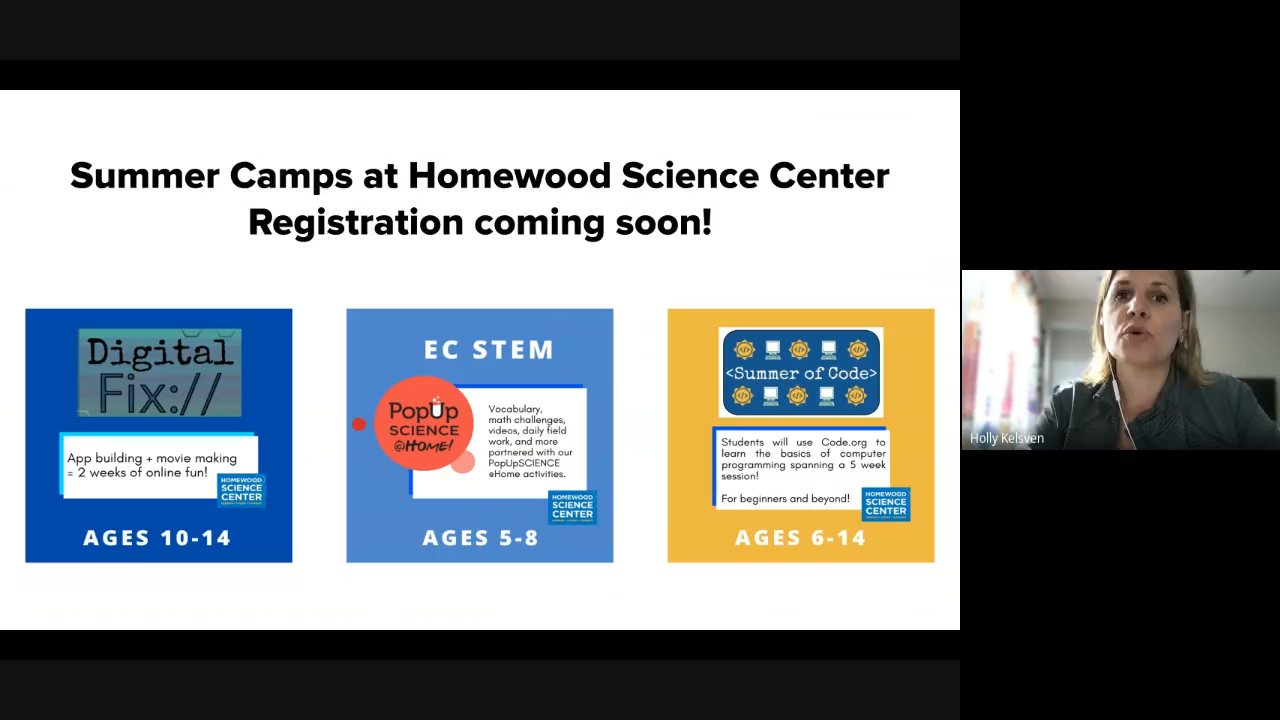 Summer Camps at Homewood Science Center
Registration coming soon!
Digital
Fix://
App building + movie making
= 2 weeks of online fun!
HOMEWOOD
SCIENCE
CENTER
AGES 10-14
EC STEM
PopUp
SCIENCE
@HOME!
Vocabulary,
math challenges,
videos, daily field
work, and more
partnered with our
PopUpSCIENCE
@Home activities.
HOMEWOOD
SCIENCE
CENTER
AGES 5-8
<Summer of Code>
Students will use Code.org to
learn the basics of computer
programming spanning a 5 week
session!
For beginners and beyond!
HOMEWOOD
SCIENCE
CENTER
AGES 6-14
Holly Kelsven